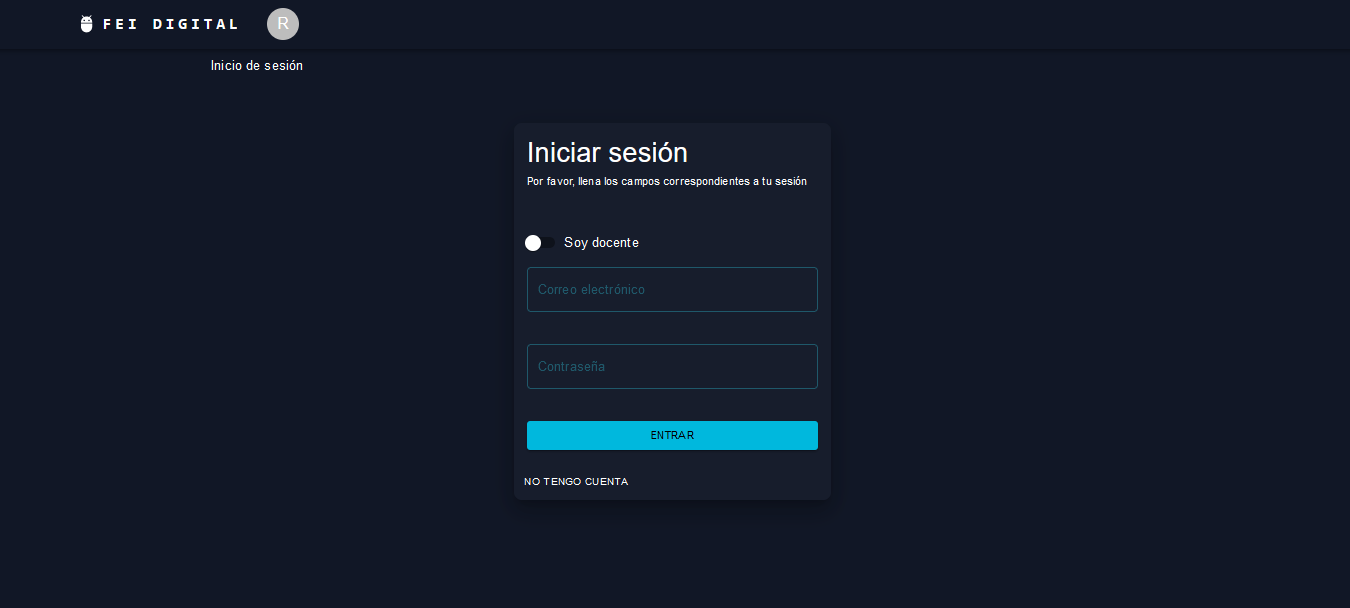 FEI DIGITAL
R
Inicio de sesión
Iniciar sesión
Por favor, llena los campos correspondientes a tu sesión
Soy docente
Correo electrónico
Contraseña
ENTRAR
NO TENGO CUENTA